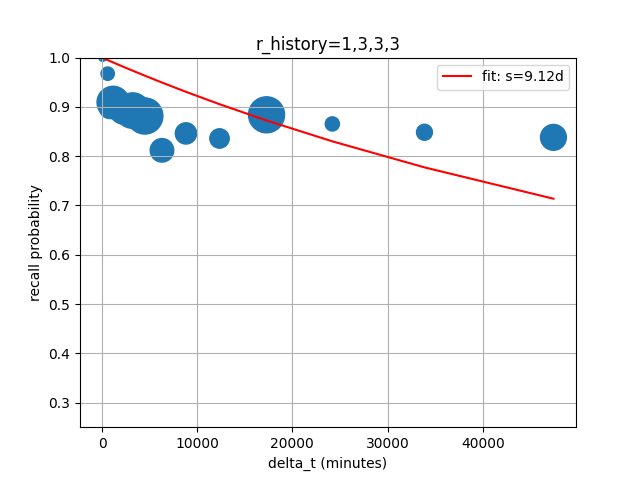 r_history=1,3,3,3
fit: s=9.12d
recall probability
1.0
0.9
0.8
0.7
0.6
0.5
0.4
0.3
0 10000 20000 30000 40000
delta_t (minutes)